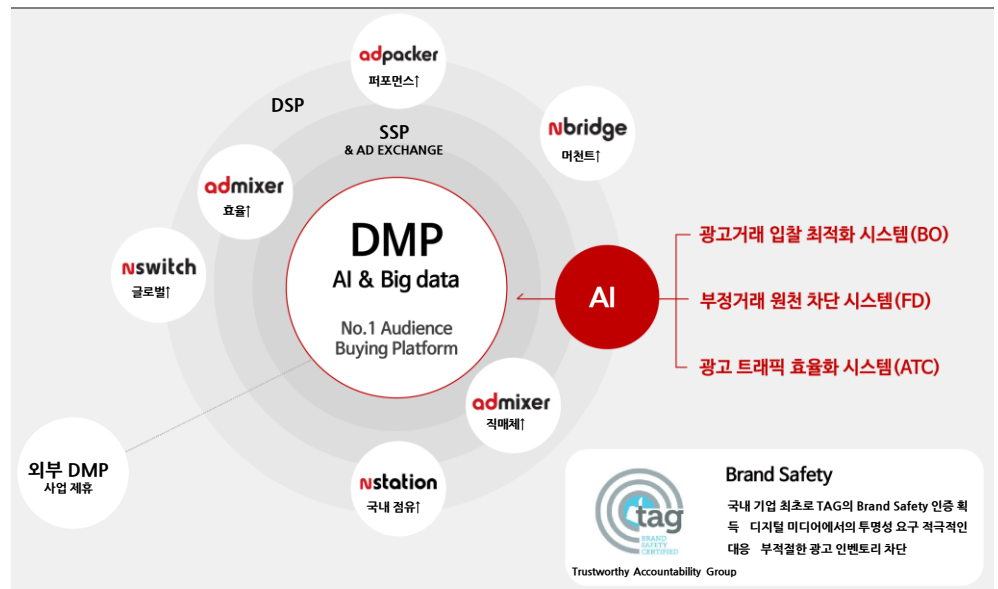 adpacker
퍼포먼스↑
DSP
SSP
& AD EXCHANGE
Nbridge
머천트↑
admixer
효율↑
DMP
AI & Big data
No.1 Audience
Buying Platform
Nswitch
글로벌↑
AI
광고거래 입찰 최적화 시스템(BO)
부정거래 원천 차단 시스템(FD)
광고 트래픽 효율화 시스템(ATC)
admixer
직매체↑
외부 DMP
사업 제휴
Nstation
국내 점유↑
tag
BRAND
SAFETY
CERTIFIED
Trustworthy Accountability Group
Brand Safety
국내 기업 최초로 TAG의 Brand Safety 인증 획
득 디지털 미디어에서의 투명성 요구 적극적인
대응 부적절한 광고 인벤토리 차단